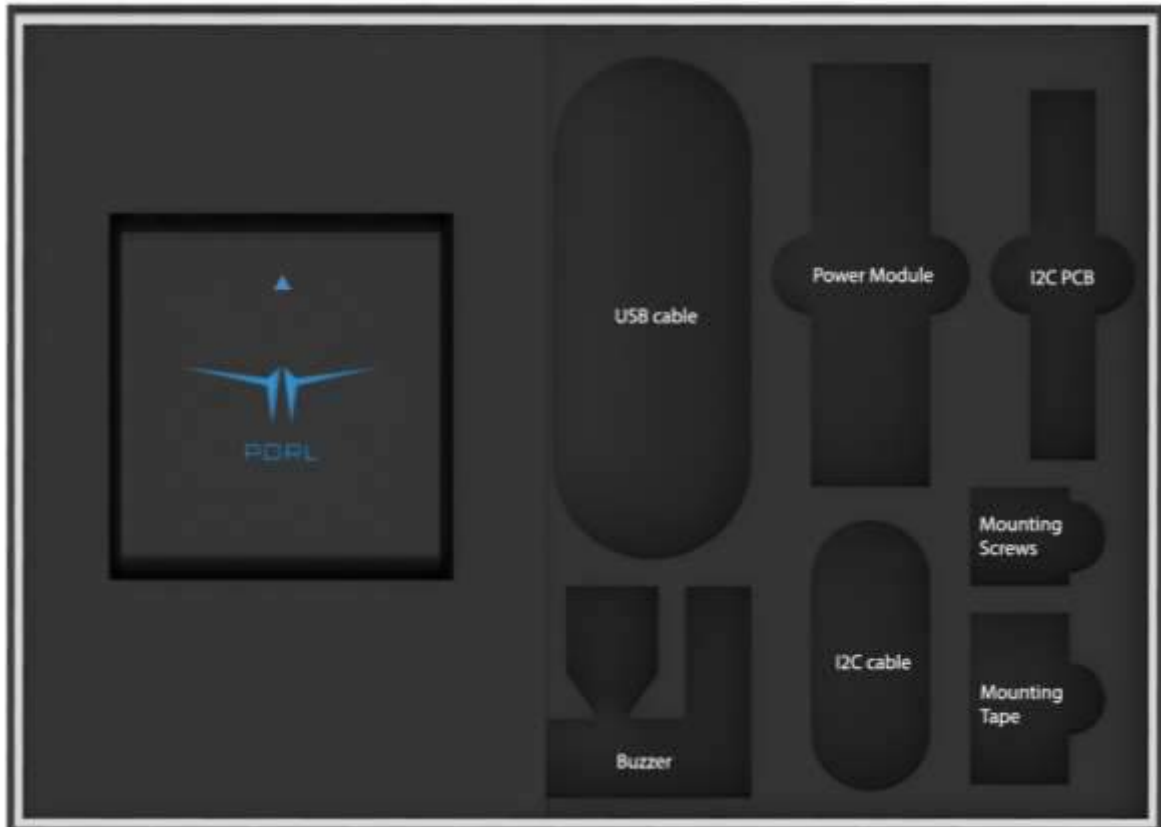 PDRL
USB cable
Power Module
I2C PCB
Mounting
Screws
I2C cable
Mounting
Tape
Buzzer